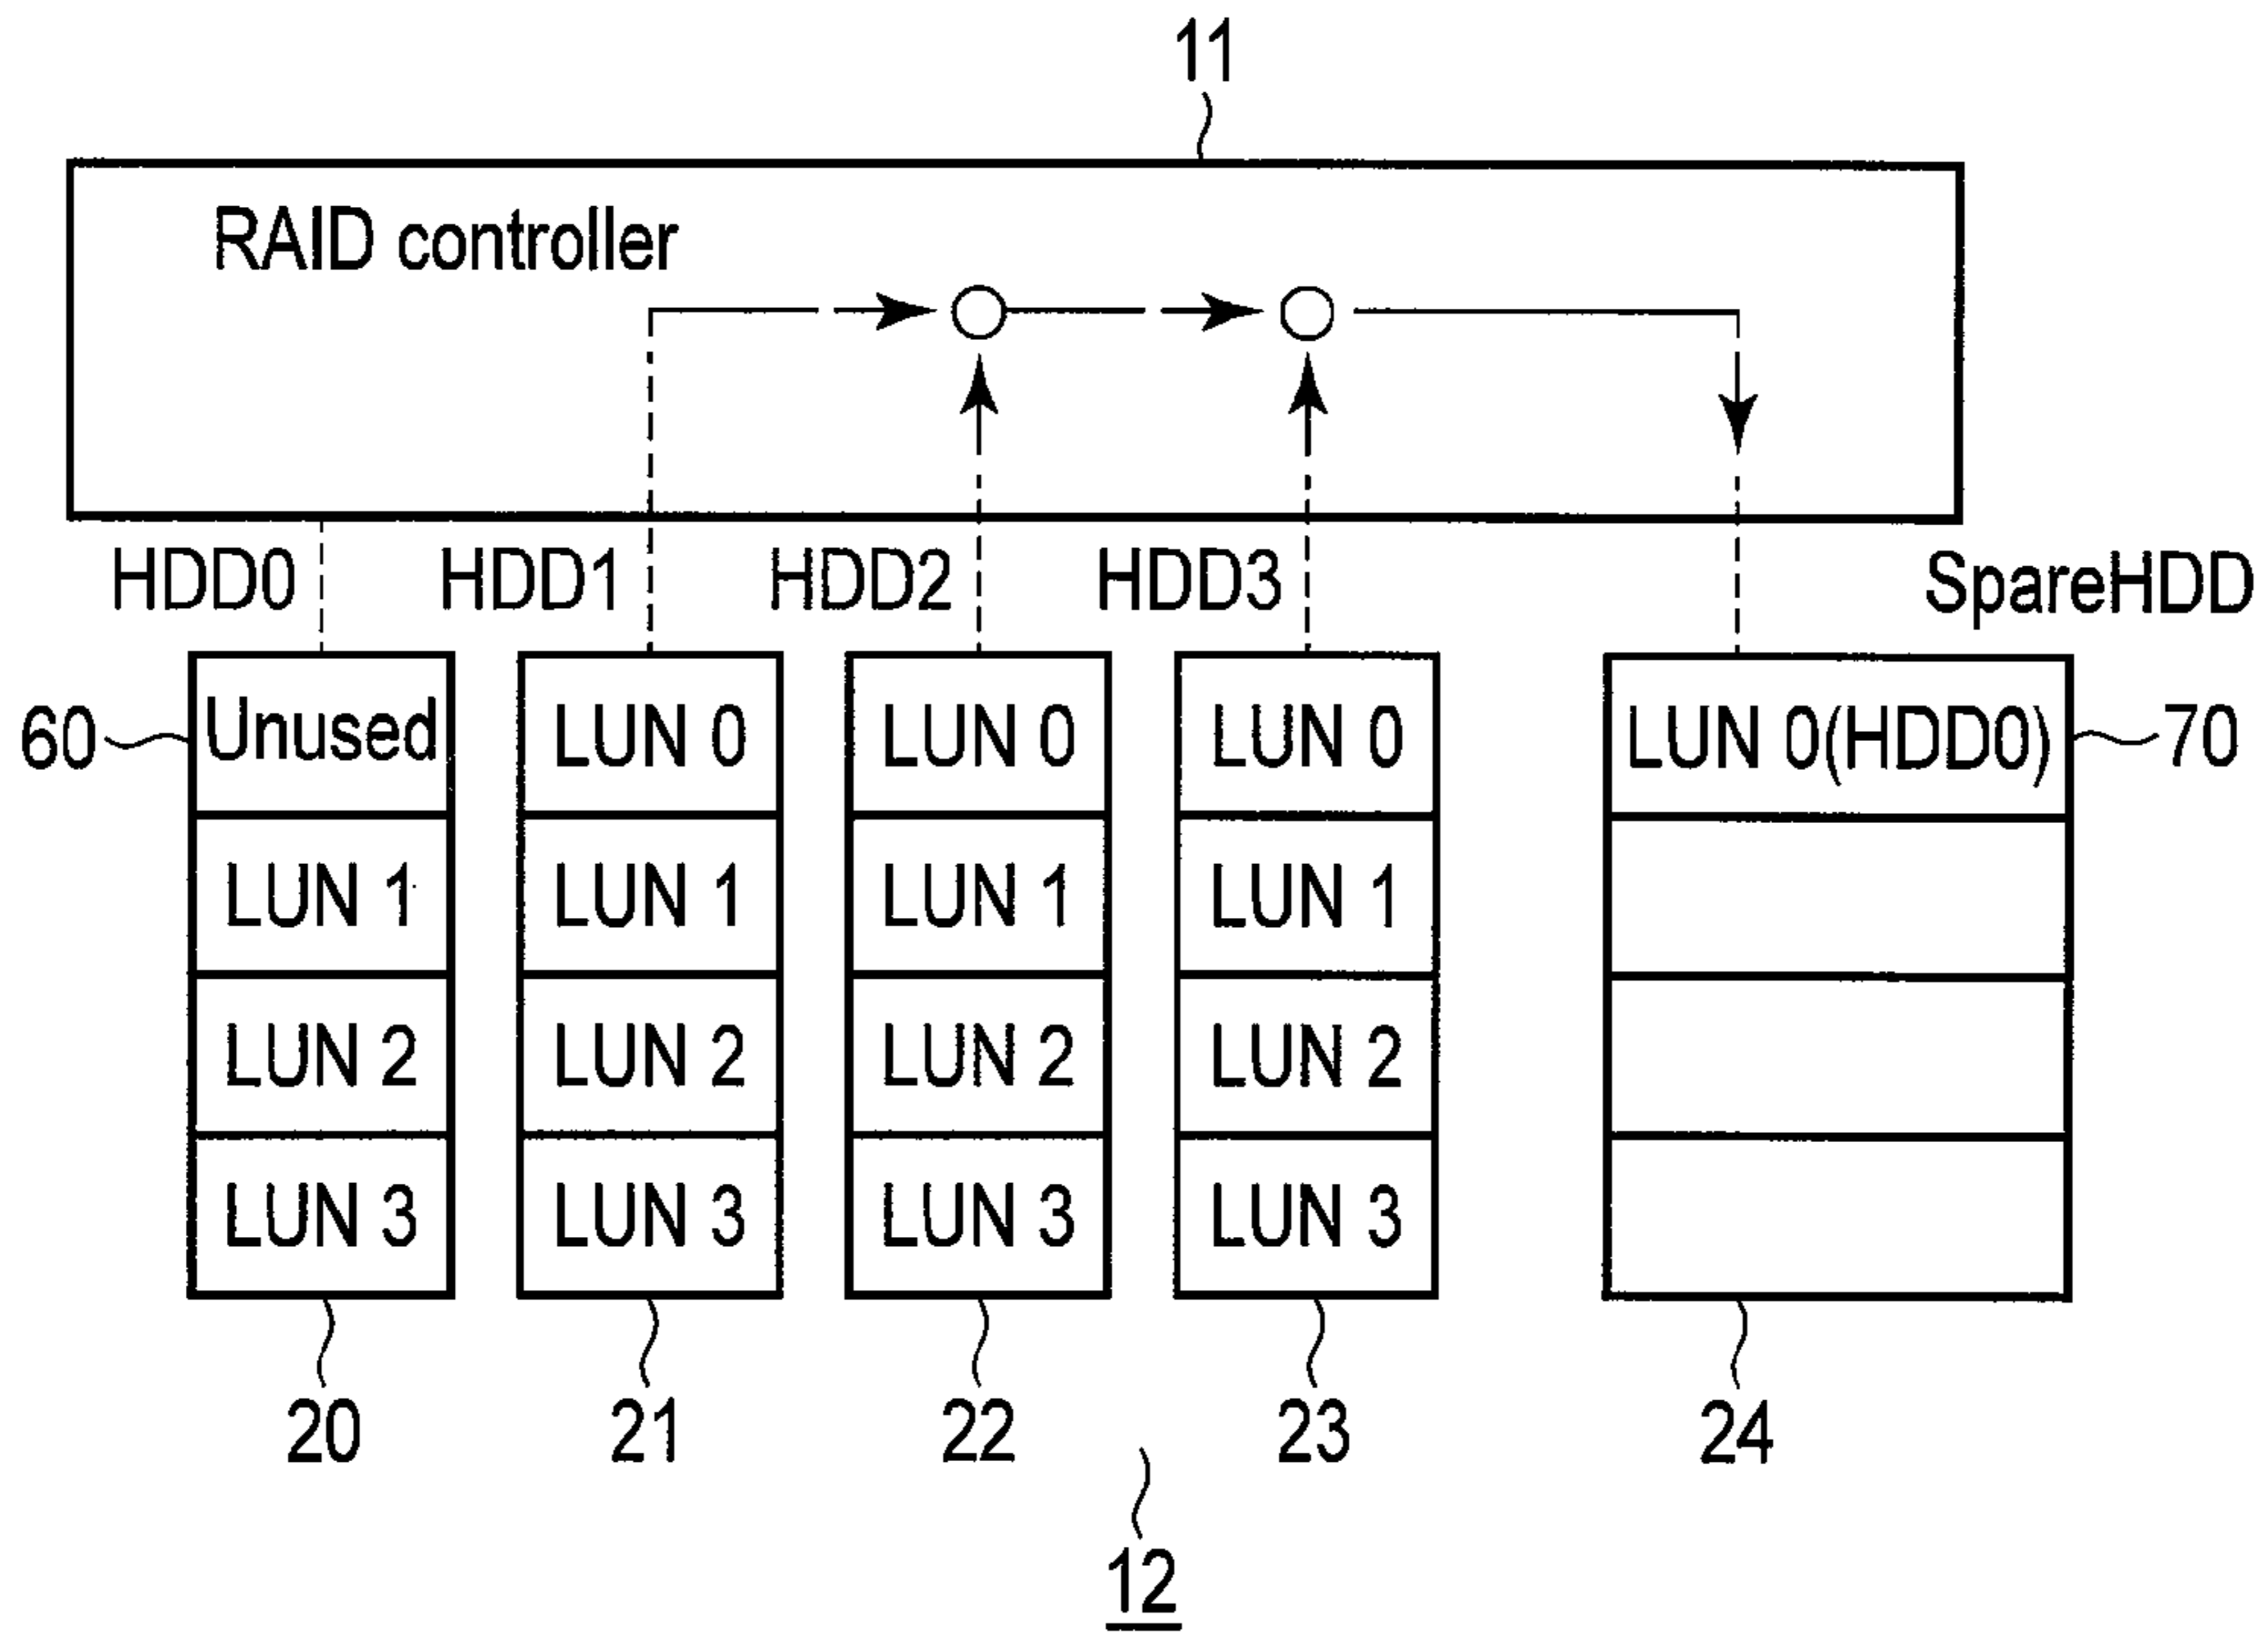 11
RAID controller
HDD0 HDD1 HDD2 HDD3 SpareHDD
60 Unused LUN 0 LUN 0 LUN 0 LUN 0(HDD0) 70
LUN 1 LUN 1 LUN 1 LUN 1
LUN 2 LUN 2 LUN 2 LUN 2
LUN 3 LUN 3 LUN 3 LUN 3
20 21 22 23 24
12